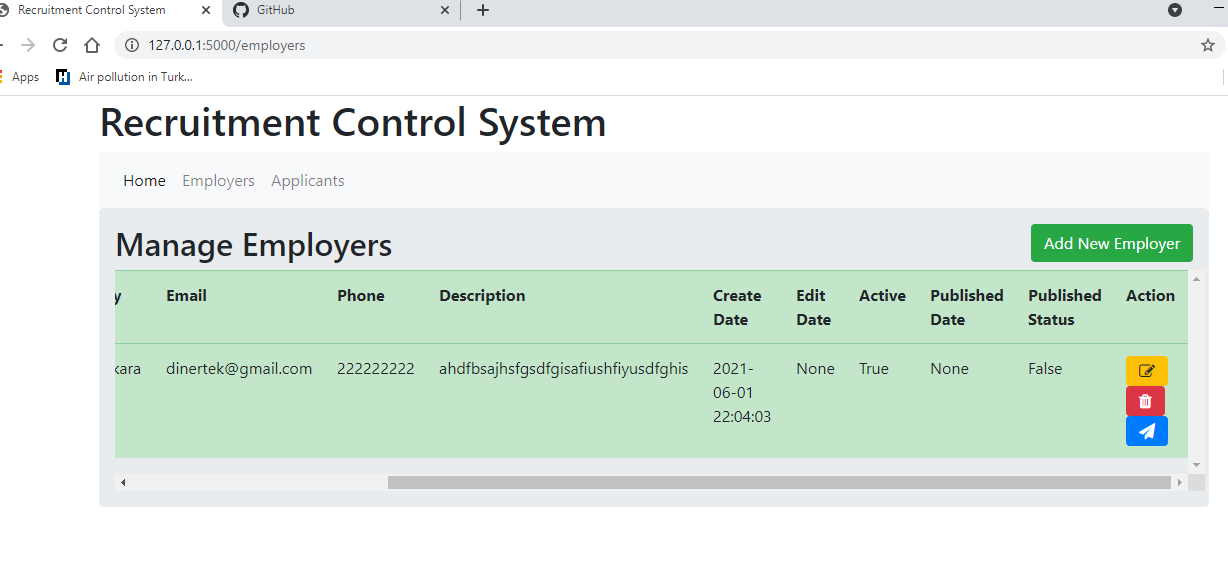 Recruitment Control System
GitHub
127.0.0.1:5000/employers
Apps
Air pollution in Turk...
Recruitment Control System
Home Employers Applicants
Manage Employers
Add New Employer
y Email Phone Description Create Edit Active Published Published Action
Date Date Date Status
kara dinertek@gmail.com 222222222 ahdfbsajhsfgsdfgisafiushfiyusdfghis 2021- None True None False
06-01
22:04:03